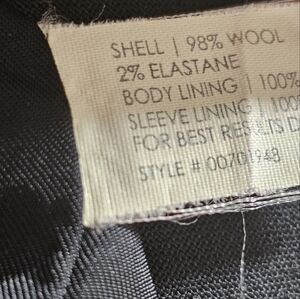 SHELL | 98% WOOL
2% ELASTANE
BODY LINING | 100%
SLEEVE LINING | 100
FOR BEST RESULTS D
STYLE # 00701948